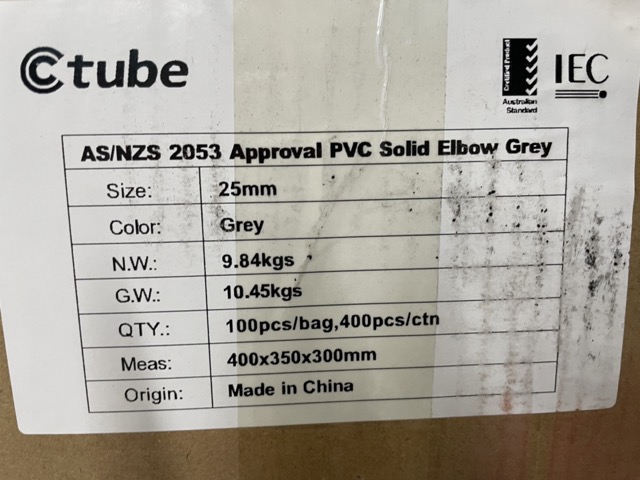 Ctube
Certified Product
Australian
Standard
IEC
AS/NZS 2053 Approval PVC Solid Elbow Grey
Size: 25mm
Color: Grey
N.W.: 9.84kgs
G.W.: 10.45kgs
QTY.: 100pcs/bag,400pcs/ctn
Meas: 400x350x300mm
Origin: Made in China